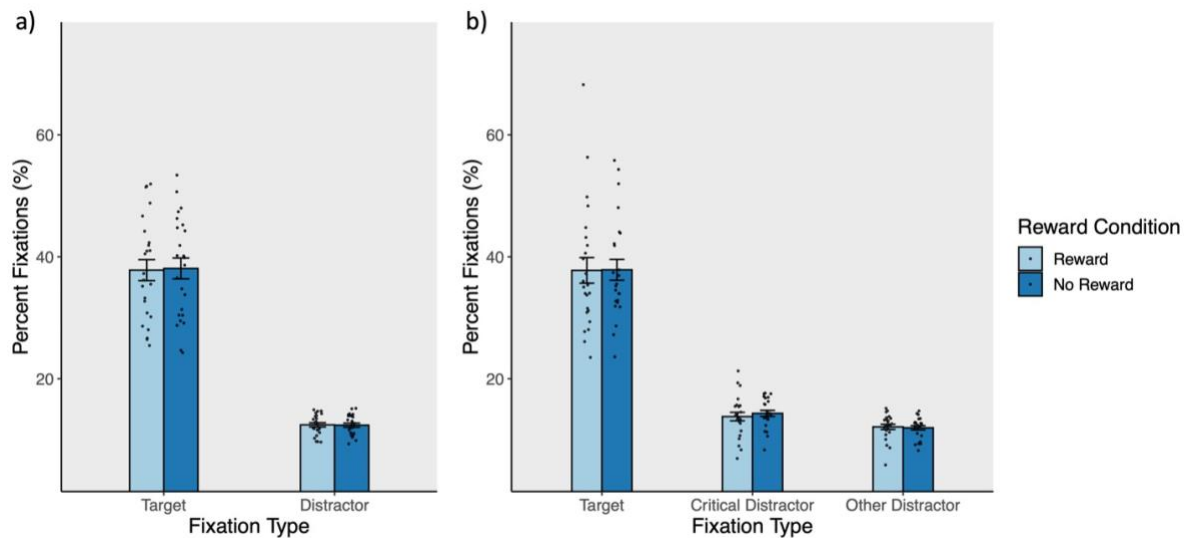 a)
Percent Fixations (%)
60
40
20
Target
Distractor
Fixation Type
b)
Percent Fixations (%)
60
40
20
Target
Critical Distractor
Other Distractor
Fixation Type
Reward Condition
Reward
No Reward